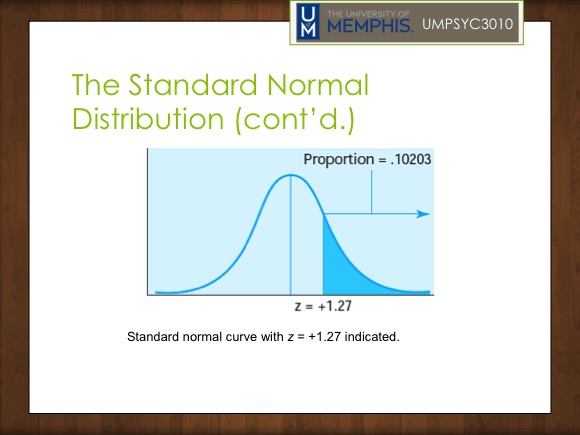 THE UNIVERSITY OF
UM MEMPHIS. UMPSYC3010
The Standard Normal
Distribution (cont’d.)
Proportion = .10203
z = +1.27
Standard normal curve with z = +1.27 indicated.